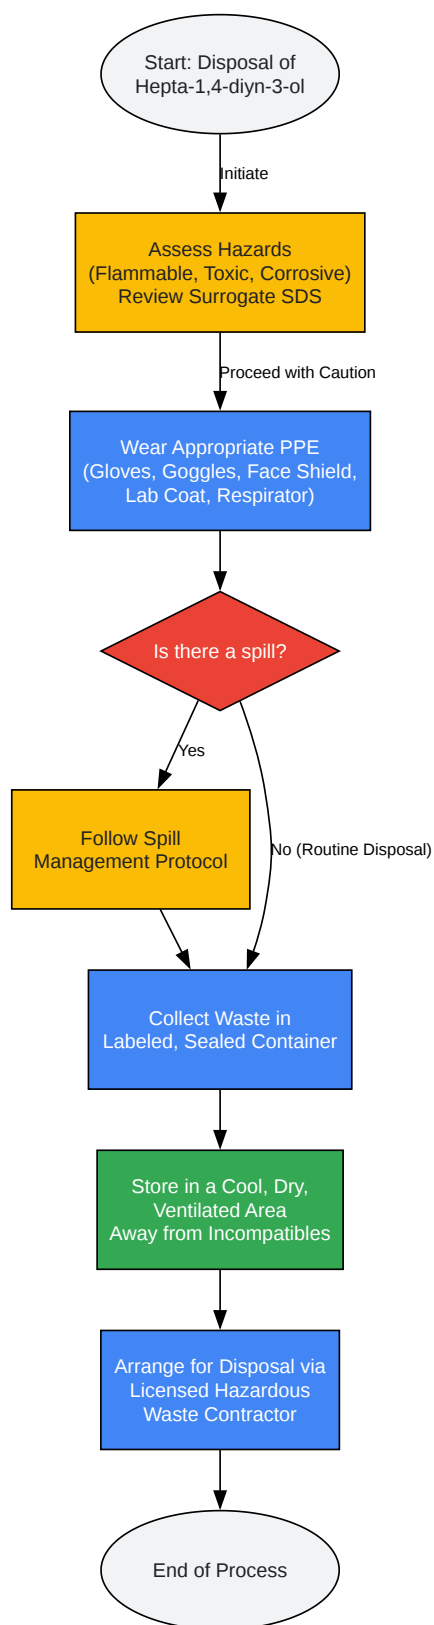 Start: Disposal of
Hepta-1,4-diyn-3-ol
Initiate
Assess Hazards
(Flammable, Toxic, Corrosive)
Review Surrogate SDS
Proceed with Caution
Wear Appropriate PPE
(Gloves, Goggles, Face Shield,
Lab Coat, Respirator)
Is there a spill?
Yes
Follow Spill
Management Protocol
No (Routine Disposal)
Collect Waste in
Labeled, Sealed Container
Store in a Cool, Dry,
Ventilated Area
Away from Incompatibles
Arrange for Disposal via
Licensed Hazardous
Waste Contractor
End of Process